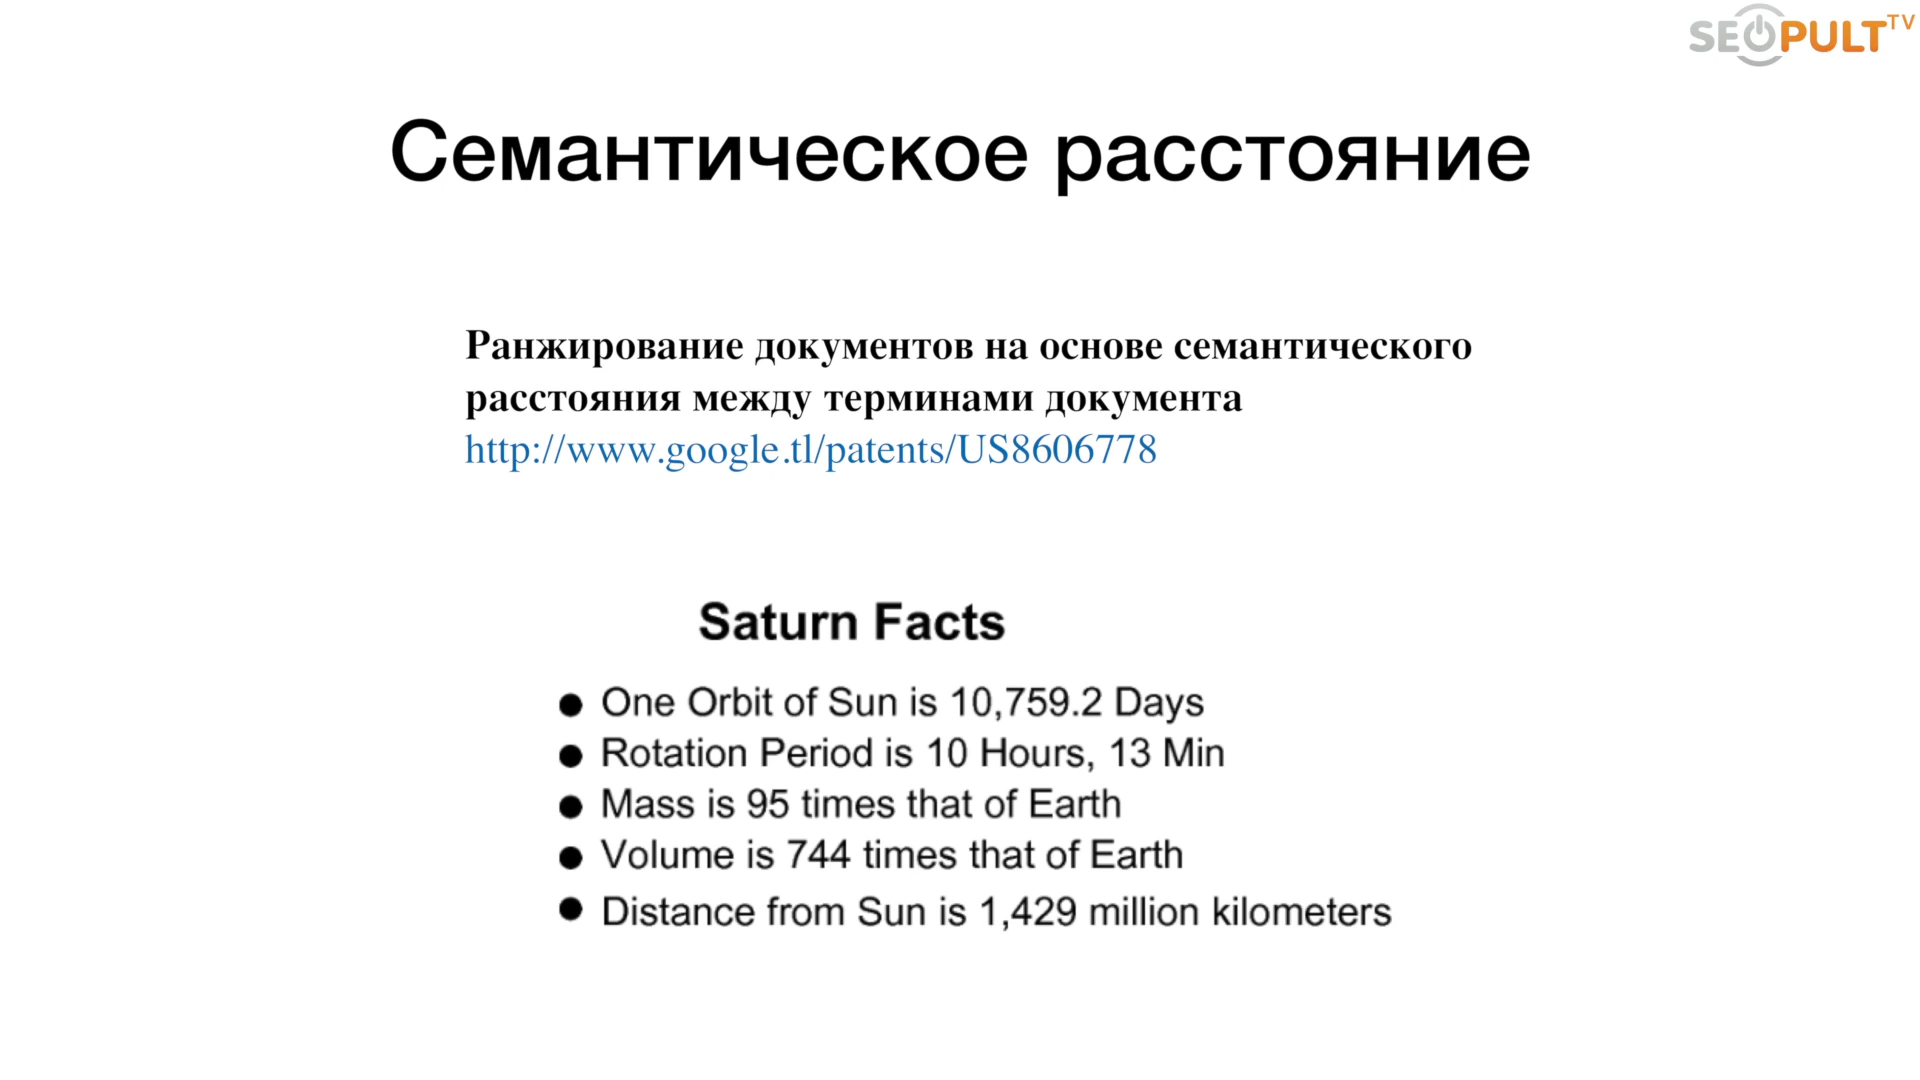 SEOPULT TV
Семантическое расстояние
Ранжирование документов на основе семантического
расстояния между терминами документа
http://www.google.tl/patents/US8606778
Saturn Facts
● One Orbit of Sun is 10,759.2 Days
● Rotation Period is 10 Hours, 13 Min
● Mass is 95 times that of Earth
● Volume is 744 times that of Earth
● Distance from Sun is 1,429 million kilometers